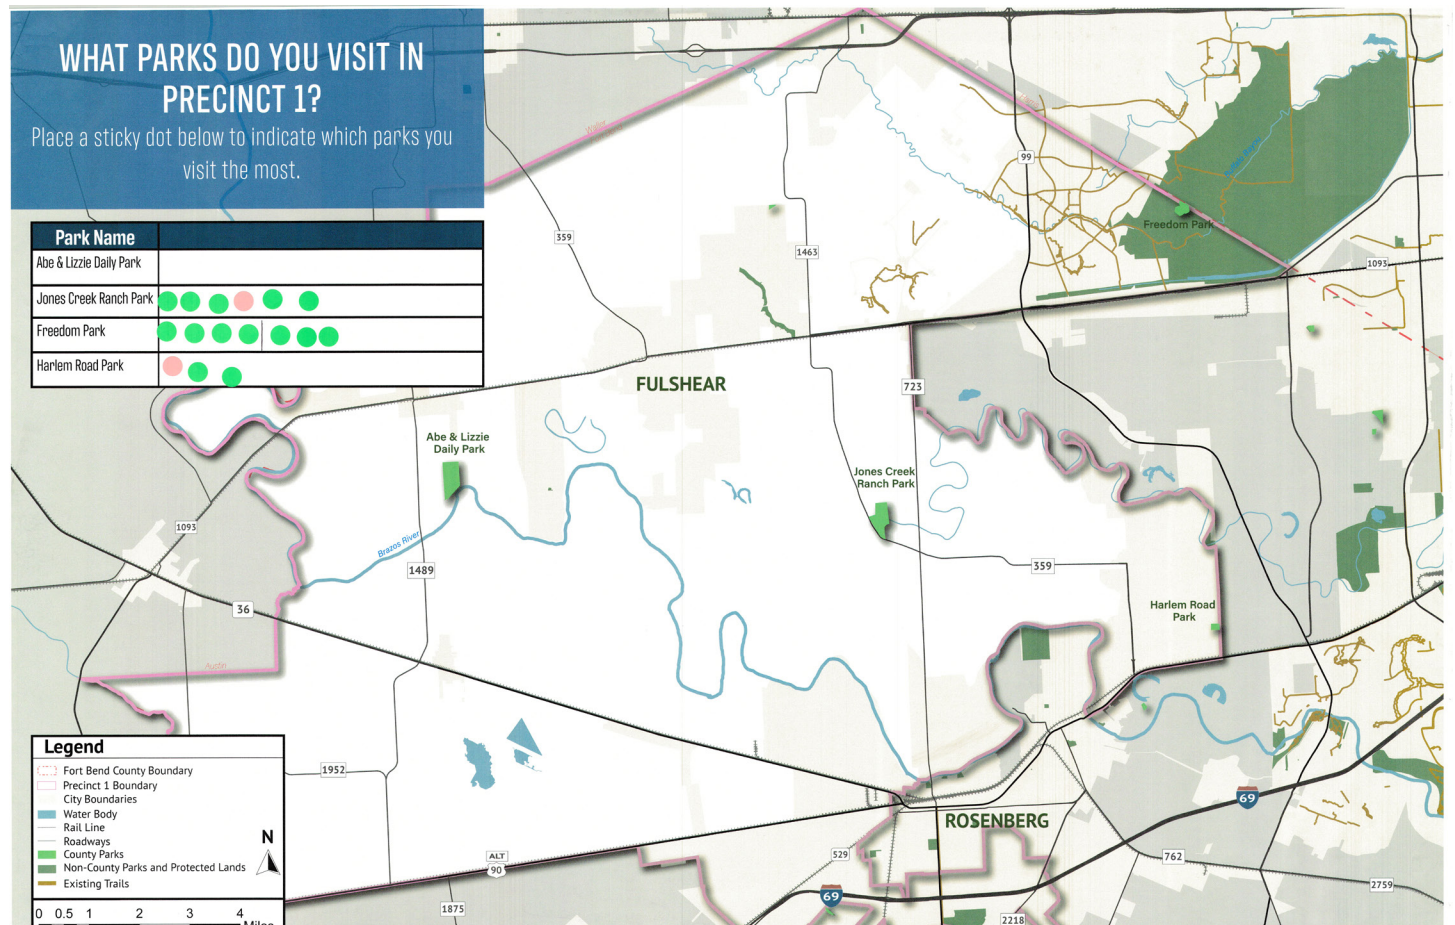 WHAT PARKS DO YOU VISIT IN
PRECINCT 1?
Place a sticky dot below to indicate which parks you
visit the most.
Park Name
Abe & Lizzie Daily Park
Jones Creek Ranch Park
Freedom Park
Harlem Road Park
Waller
359
1463
99
Freedom Park
1093
FULSHEAR
723
Abe & Lizzie
Daily Park
Jones Creek
Ranch Park
1093
Brazos River
1489
359
36
Harlem Road
Park
Austin
1952
69
ROSENBERG
ALT
90
529
762
69
2759
1875
2218
Legend
Fort Bend County Boundary
Precinct 1 Boundary
City Boundaries
Water Body
Rail Line
Roadways
County Parks
Non-County Parks and Protected Lands
Existing Trails
N
0 0.5 1 2 3 4
Miles